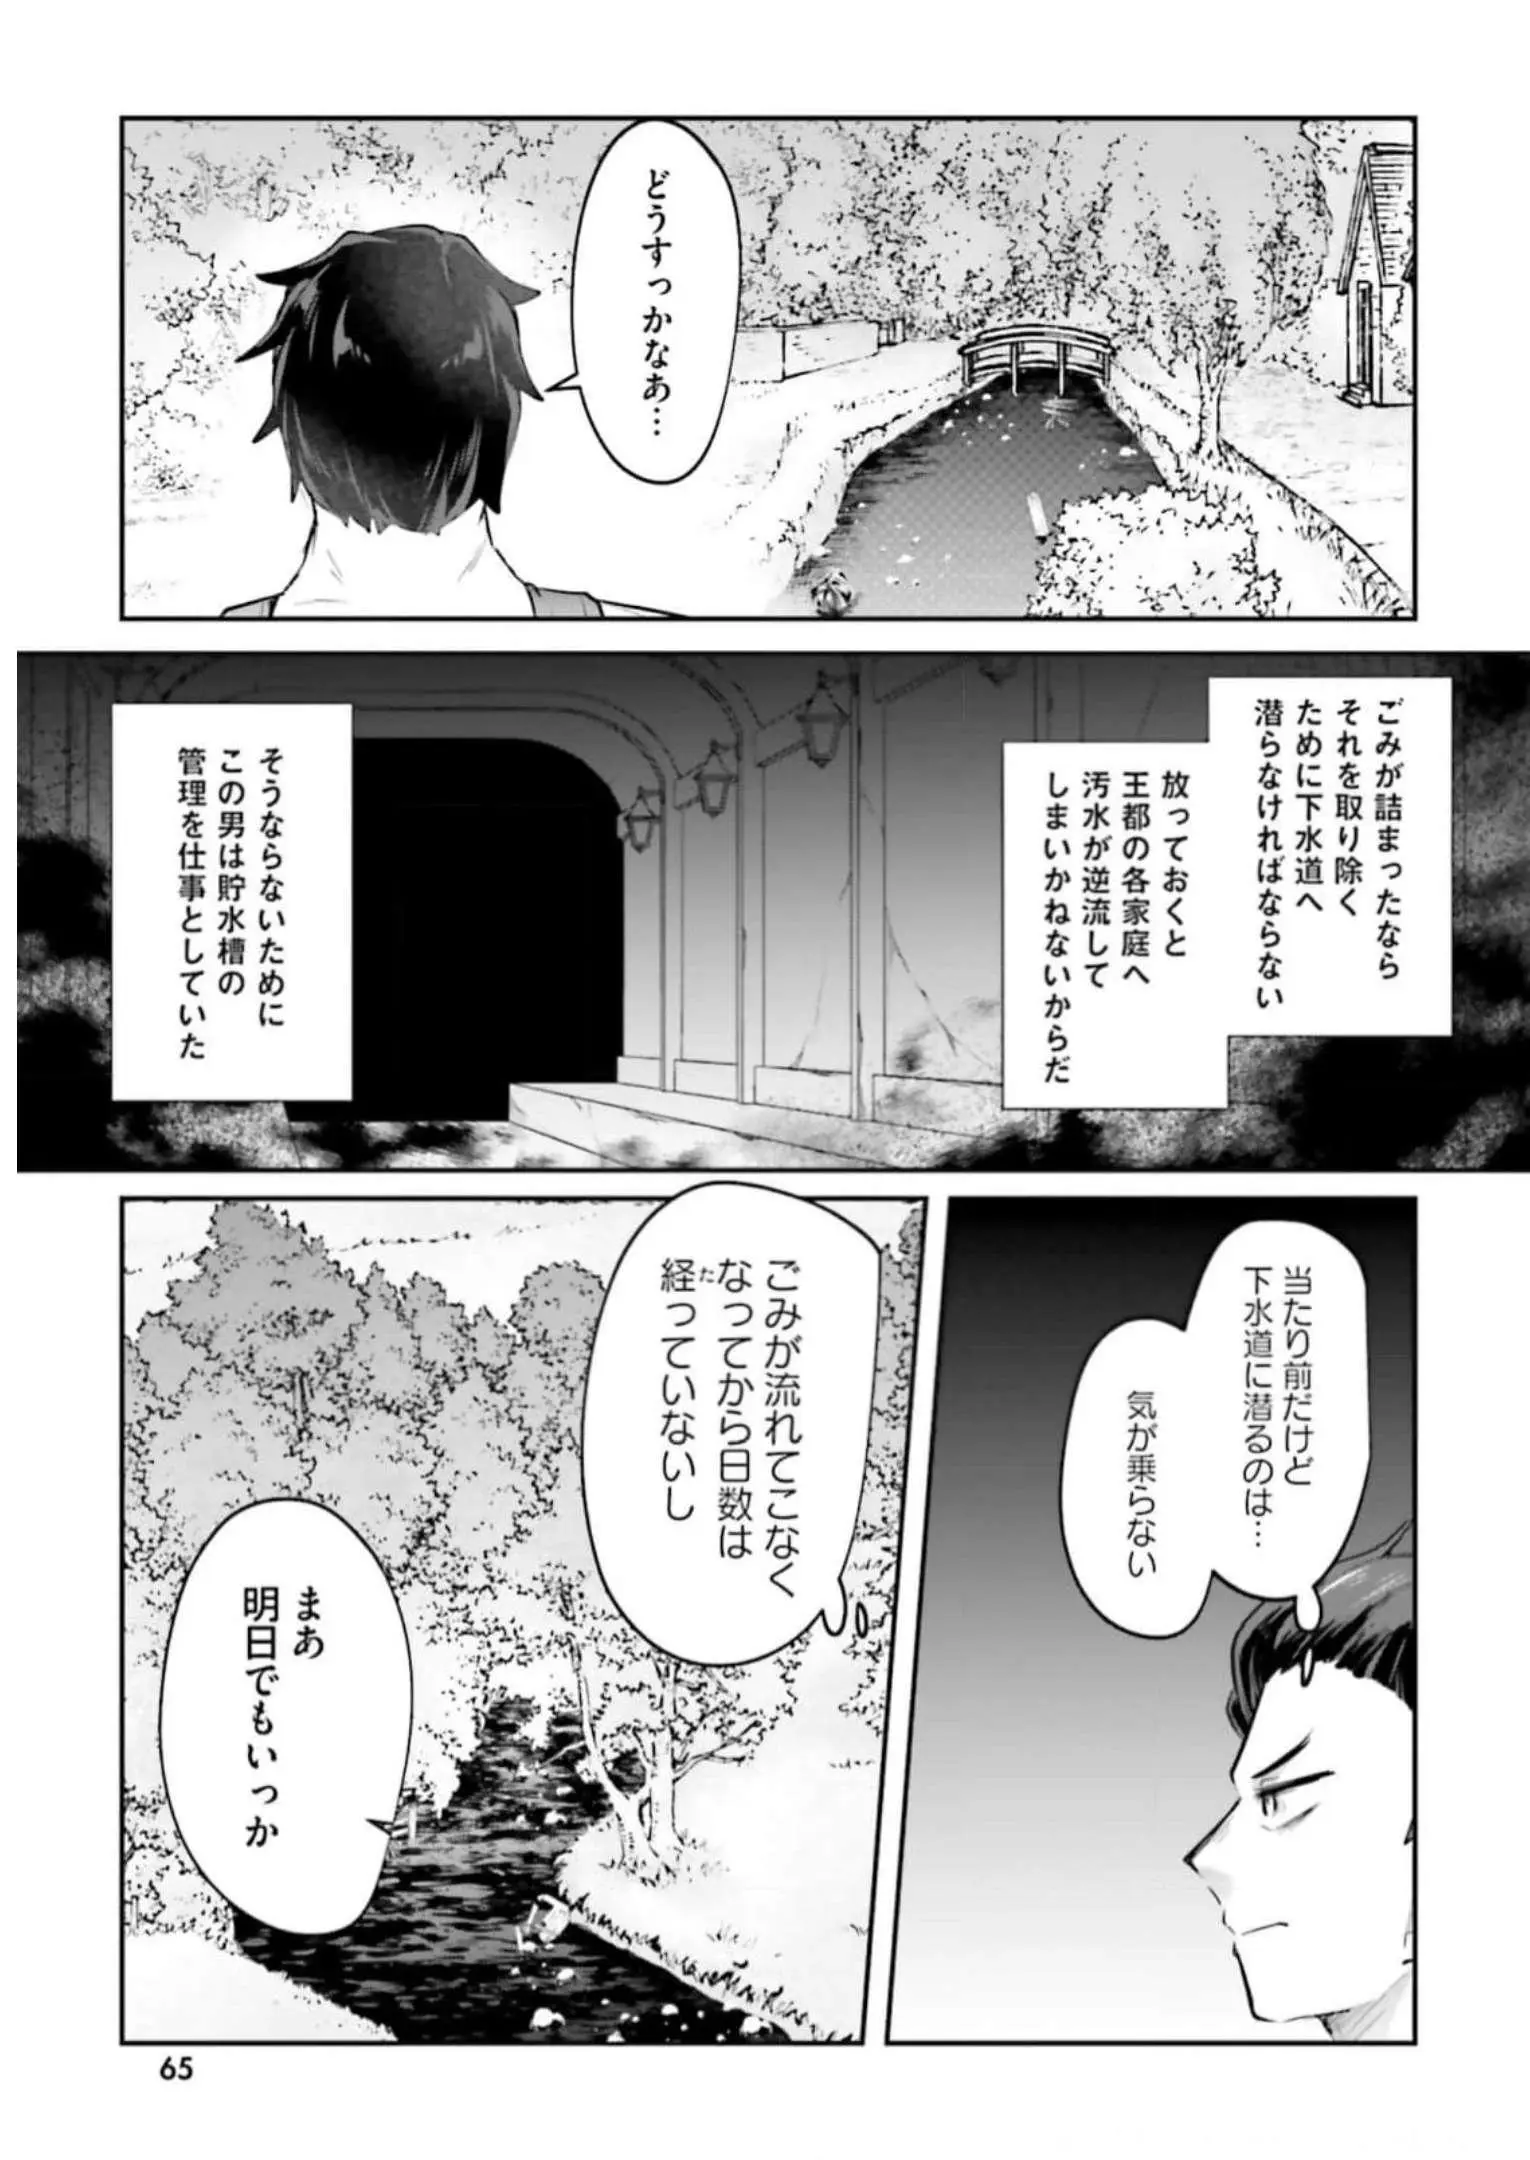 どうすっかなあ…
ごみが詰まったなら
それを取り除く
ために下水道へ
潜らなければならない
放っておくと
王都の各家庭へ
汚水が逆流して
しまいかねないからだ
そうならないために
この男は貯水槽の
管理を仕事としていた
当たり前だけど
下水道に潜るのは…
気が乗らない
ごみが流れてこなく
なってから日数は
経っていないし
た
まあ
明日でもいっか
65